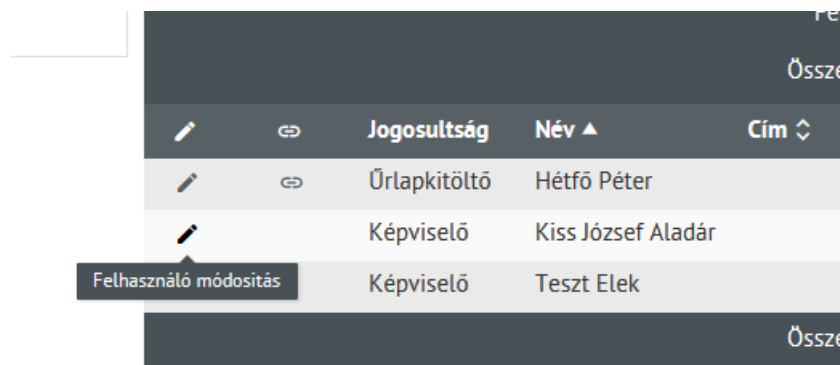 Jogosultság Név ▲ Cím
Űrlapkitöltő Hétfő Péter
Képviselő Kiss József Aladár
Felhasználó módosítás
Képviselő Teszt Elek